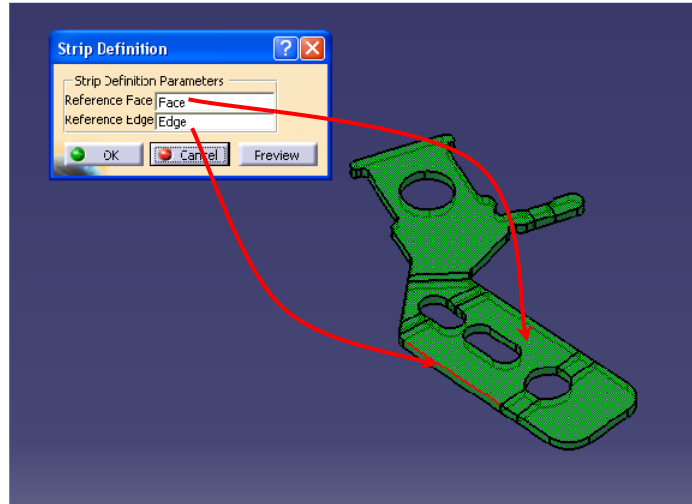 Strip Definition
Strip Definition Parameters
Reference Face Face
Reference Edge Edge
OK Cancel Preview